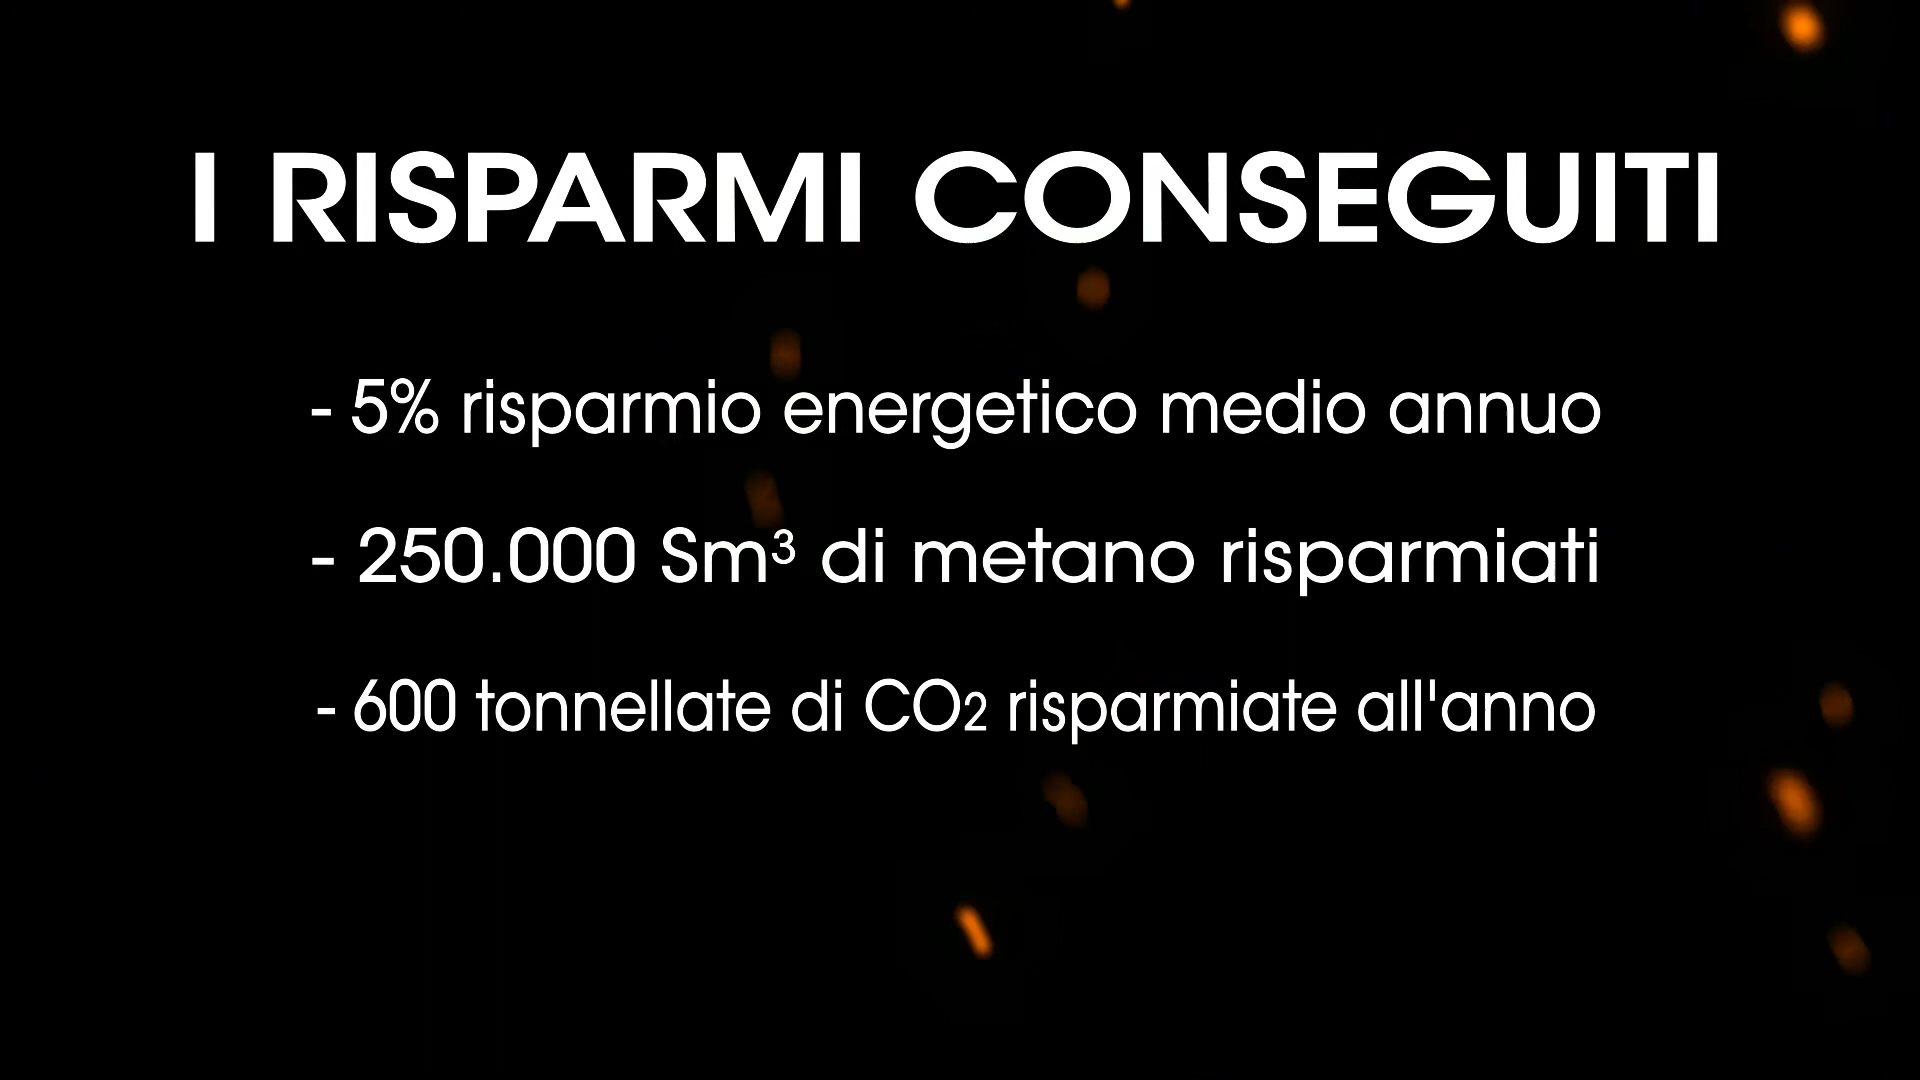 I RISPARMI CONSEGUITI
- 5% risparmio energetico medio annuo
- 250.000 Sm³ di metano risparmiati
- 600 tonnellate di CO2 risparmiate all'anno